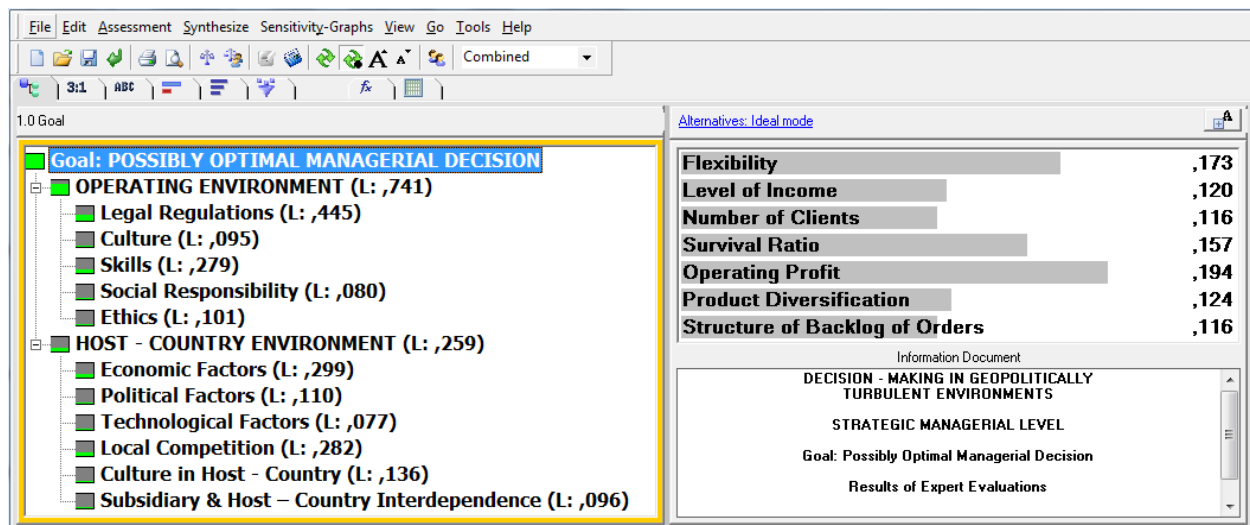 File Edit Assessment Synthesize Sensitivity-Graphs View Go Tools Help
A A Combined
3:1 ABC fx
1.0 Goal
Goal: POSSIBLY OPTIMAL MANAGERIAL DECISION
OPERATING ENVIRONMENT (L: ,741)
Legal Regulations (L: ,445)
Culture (L: ,095)
Skills (L: ,279)
Social Responsibility (L: ,080)
Ethics (L: ,101)
HOST - COUNTRY ENVIRONMENT (L: ,259)
Economic Factors (L: ,299)
Political Factors (L: ,110)
Technological Factors (L: ,077)
Local Competition (L: ,282)
Culture in Host - Country (L: ,136)
Subsidiary & Host – Country Interdependence (L: ,096)
Alternatives: Ideal mode
A
Flexibility ,173
Level of Income ,120
Number of Clients ,116
Survival Ratio ,157
Operating Profit ,194
Product Diversification ,124
Structure of Backlog of Orders ,116
Information Document
DECISION - MAKING IN GEOPOLITICALLY
TURBULENT ENVIRONMENTS
STRATEGIC MANAGERIAL LEVEL
Goal: Possibly Optimal Managerial Decision
Results of Expert Evaluations